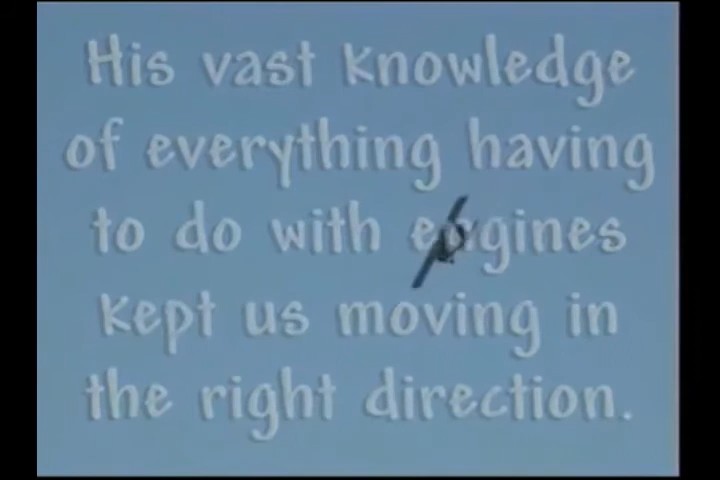 His vast knowledge
of everything having
to do with engines
kept us moving in
the right direction.